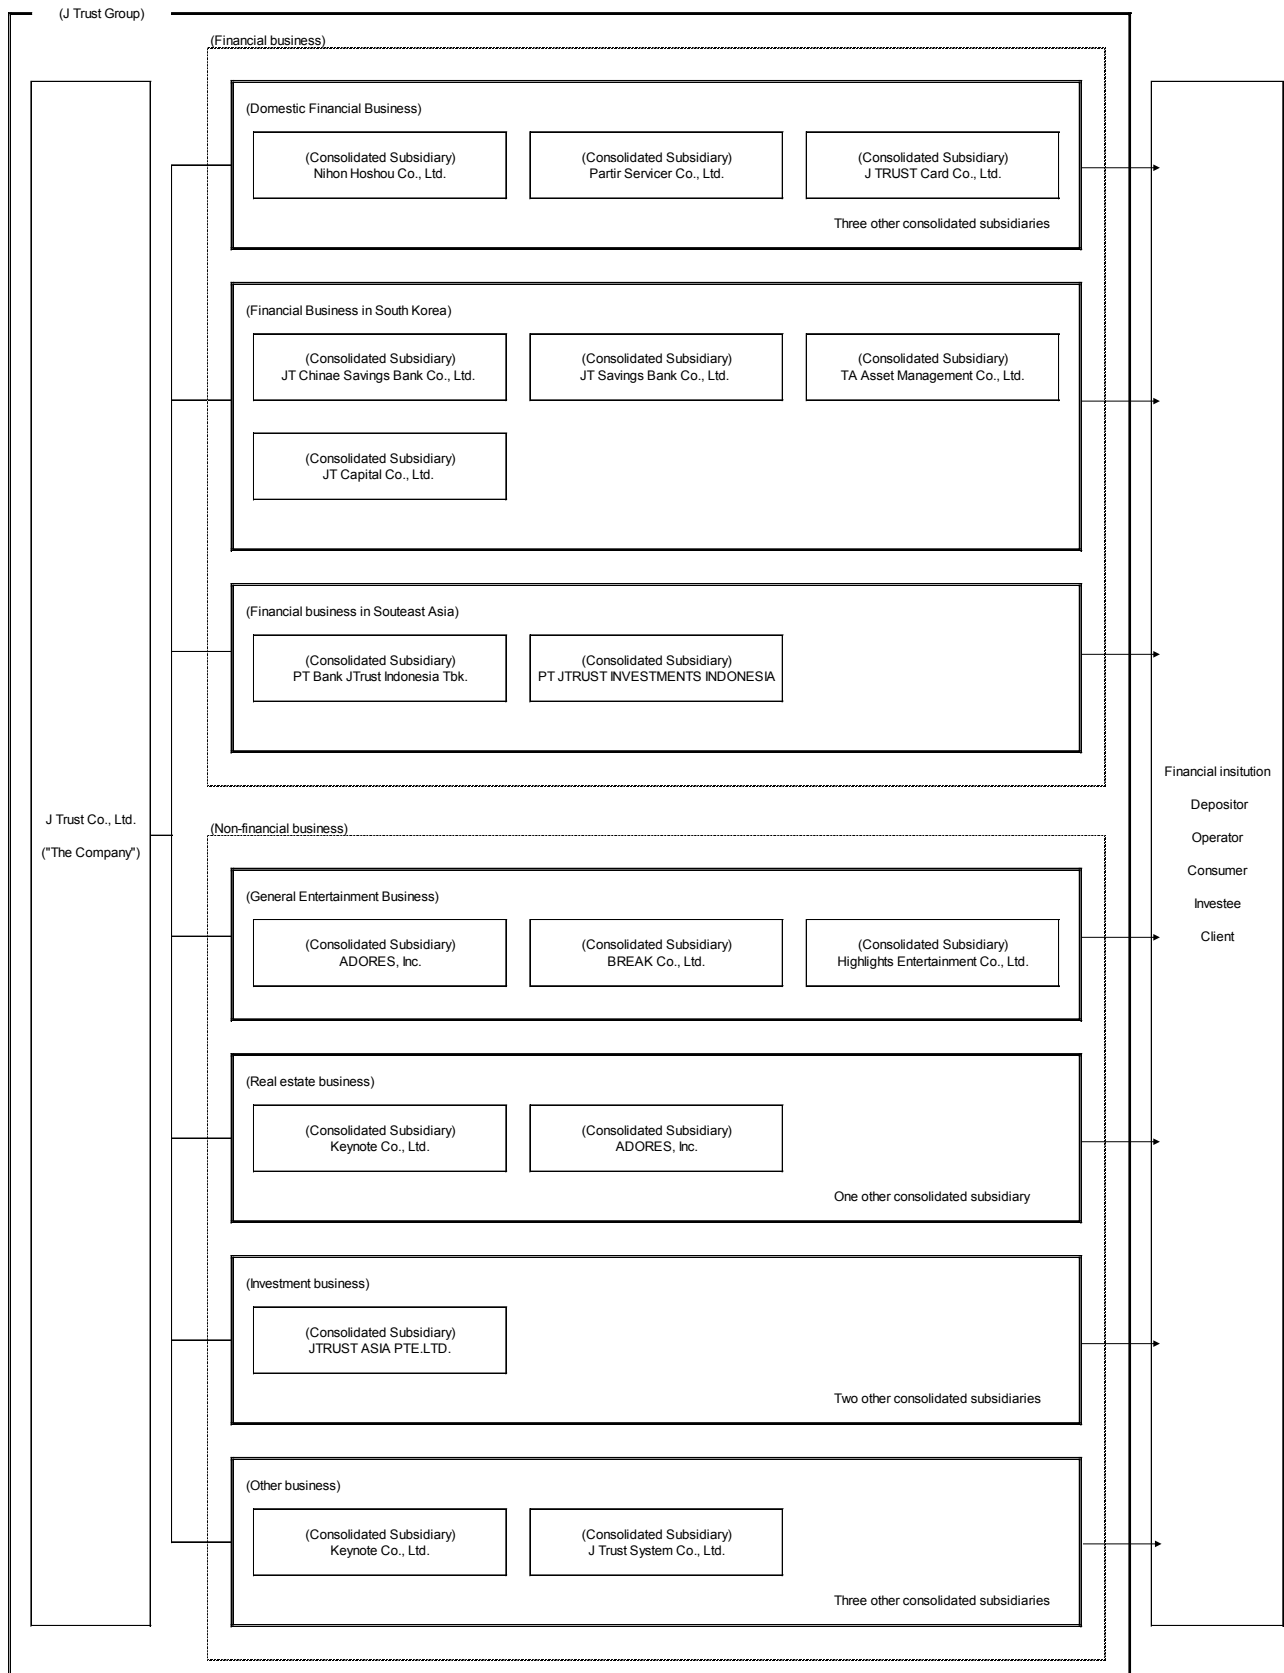 (J Trust Group)
(Financial business)
(Domestic Financial Business)
(Consolidated Subsidiary)
Nihon Hoshou Co., Ltd.
(Consolidated Subsidiary)
Partir Servicer Co., Ltd.
(Consolidated Subsidiary)
J TRUST Card Co., Ltd.
Three other consolidated subsidiaries
(Financial Business in South Korea)
(Consolidated Subsidiary)
JT Chinae Savings Bank Co., Ltd.
(Consolidated Subsidiary)
JT Savings Bank Co., Ltd.
(Consolidated Subsidiary)
TA Asset Management Co., Ltd.
(Consolidated Subsidiary)
JT Capital Co., Ltd.
(Financial business in Souteast Asia)
(Consolidated Subsidiary)
PT Bank JTrust Indonesia Tbk.
(Consolidated Subsidiary)
PT JTRUST INVESTMENTS INDONESIA
J Trust Co., Ltd.
("The Company")
(Non-financial business)
(General Entertainment Business)
(Consolidated Subsidiary)
ADORES, Inc.
(Consolidated Subsidiary)
BREAK Co., Ltd.
(Consolidated Subsidiary)
Highlights Entertainment Co., Ltd.
(Real estate business)
(Consolidated Subsidiary)
Keynote Co., Ltd.
(Consolidated Subsidiary)
ADORES, Inc.
One other consolidated subsidiary
(Investment business)
(Consolidated Subsidiary)
JTRUST ASIA PTE.LTD.
Two other consolidated subsidiaries
(Other business)
(Consolidated Subsidiary)
Keynote Co., Ltd.
(Consolidated Subsidiary)
J Trust System Co., Ltd.
Three other consolidated subsidiaries
Financial insitution
Depositor
Operator
Consumer
Investee
Client